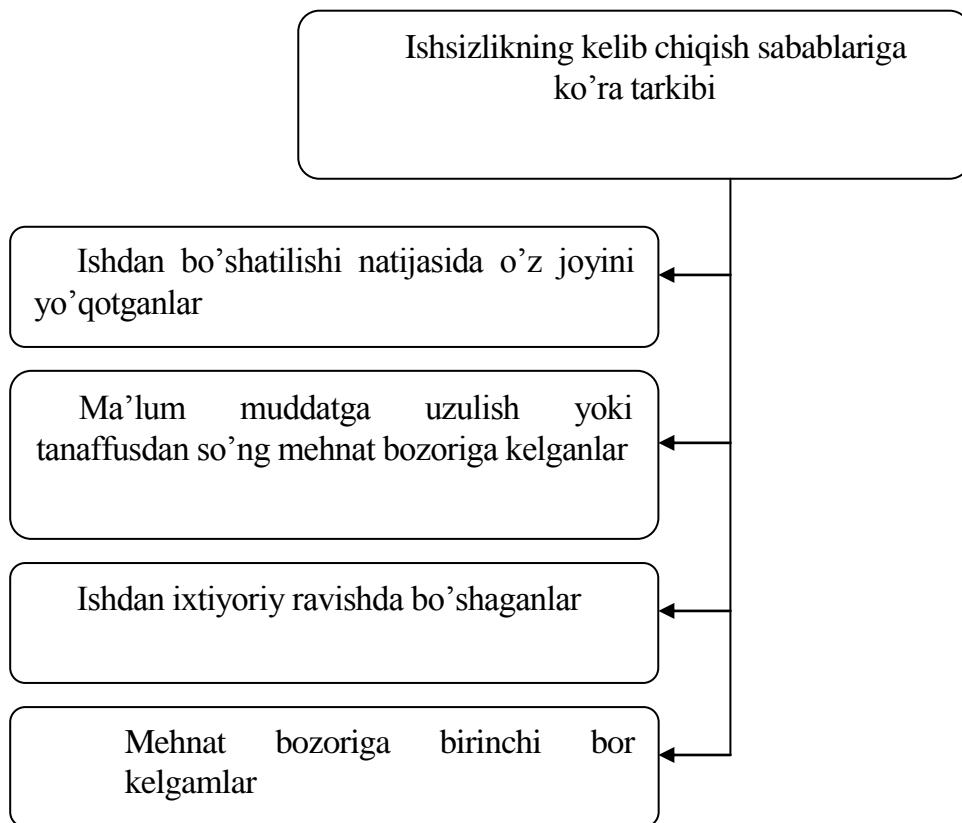 Ishsizlikning kelib chiqish sabablariga
ko’ra tarkibi
Ishdan bo’shatilishi natijasida o’z joyini
yo’qotganlar
Ma’lum muddatga uzulish yoki
tanaffusdan so’ng mehnat bozoriga kelganlar
Ishdan ixtiyoriy ravishda bo’shaganlar
Mehnat bozoriga birinchi bor
kelgamlar